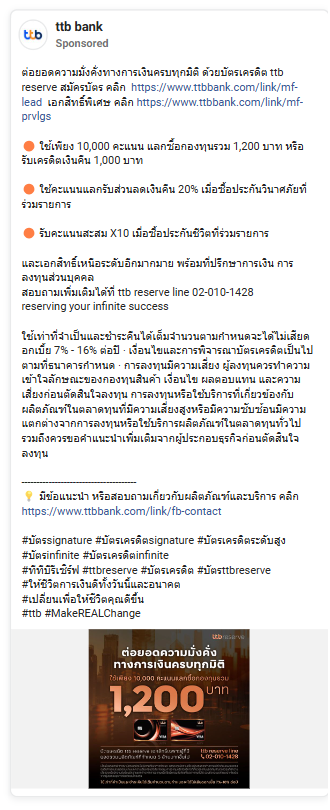 ttb bank
Sponsored
ttb
ต่อยอดความมั่งคั่งทางการเงินครบทุกมิติ ด้วยบัตรเครดิต ttb
reserve สมัครบัตร คลิก https://www.ttbbank.com/link/mf-
lead เอกสิทธิ์พิเศษ คลิก https://www.ttbbank.com/link/mf-
prvlgs
ใช้เพียง 10,000 คะแนน แลกซื้อกองทุนรวม 1,200 บาท หรือ
รับเครดิตเงินคืน 1,000 บาท
ใช้คะแนนแลกรับส่วนลดเงินคืน 20% เมื่อซื้อประกันวินาศภัยที่
ร่วมรายการ
รับคะแนนสะสม X10 เมื่อซื้อประกันชีวิตที่ร่วมรายการ
และเอกสิทธิ์เหนือระดับอีกมากมาย พร้อมที่ปรึกษาการเงิน การ
ลงทุนส่วนบุคคล
สอบถามเพิ่มเติมได้ที่ ttb reserve line 02-010-1428
reserving your infinite success
ใช้เท่าที่จำเป็นและชำระคืนได้เต็มจำนวนตามกำหนดจะได้ไม่เสียด
อกเบี้ย 7% - 16% ต่อปี · เงื่อนไขและการพิจารณาบัตรเครดิตเป็นไป
ตามที่ธนาคารกำหนด · การลงทุนมีความเสี่ยง ผู้ลงทุนควรทำความ
เข้าใจลักษณะของกองทุนสินค้า เงื่อนไข ผลตอบแทน และความ
เสี่ยงก่อนตัดสินใจลงทุน การลงทุนหรือใช้บริการที่เกี่ยวข้องกับ
ผลิตภัณฑ์ในตลาดทุนที่มีความเสี่ยงสูงหรือมีความซับซ้อนมีความ
แตกต่างจากการลงทุนหรือใช้บริการผลิตภัณฑ์ในตลาดทุนทั่วไป
รวมถึงควรขอคำแนะนำเพิ่มเติมจากผู้ประกอบธุรกิจก่อนตัดสินใจ
ลงทุน
--------------------------------------
มีข้อแนะนำ หรือสอบถามเกี่ยวกับผลิตภัณฑ์และบริการ คลิก
https://www.ttbbank.com/link/fb-contact
#บัตรsignature #บัตรเครดิตsignature #บัตรเครดิตระดับสูง
#บัตรinfinite #บัตรเครดิตinfinite
#ทีทีบีรีเซิร์ฟ #ttbreserve #บัตรเครดิต #บัตรttbreserve
#ให้ชีวิตการเงินดีทั้งวันนี้และอนาคต
#เปลี่ยนเพื่อให้ชีวิตคุณดีขึ้น
#ttb #MakeREALChange
ttb reserve
ต่อยอดความมั่งคั่ง
ทางการเงินครบทุกมิติ
ใช้เพียง 10,000 คะแนนแลกซื้อกองทุนรวม
1,200 บาท
ttb reserve line
02-010-1428